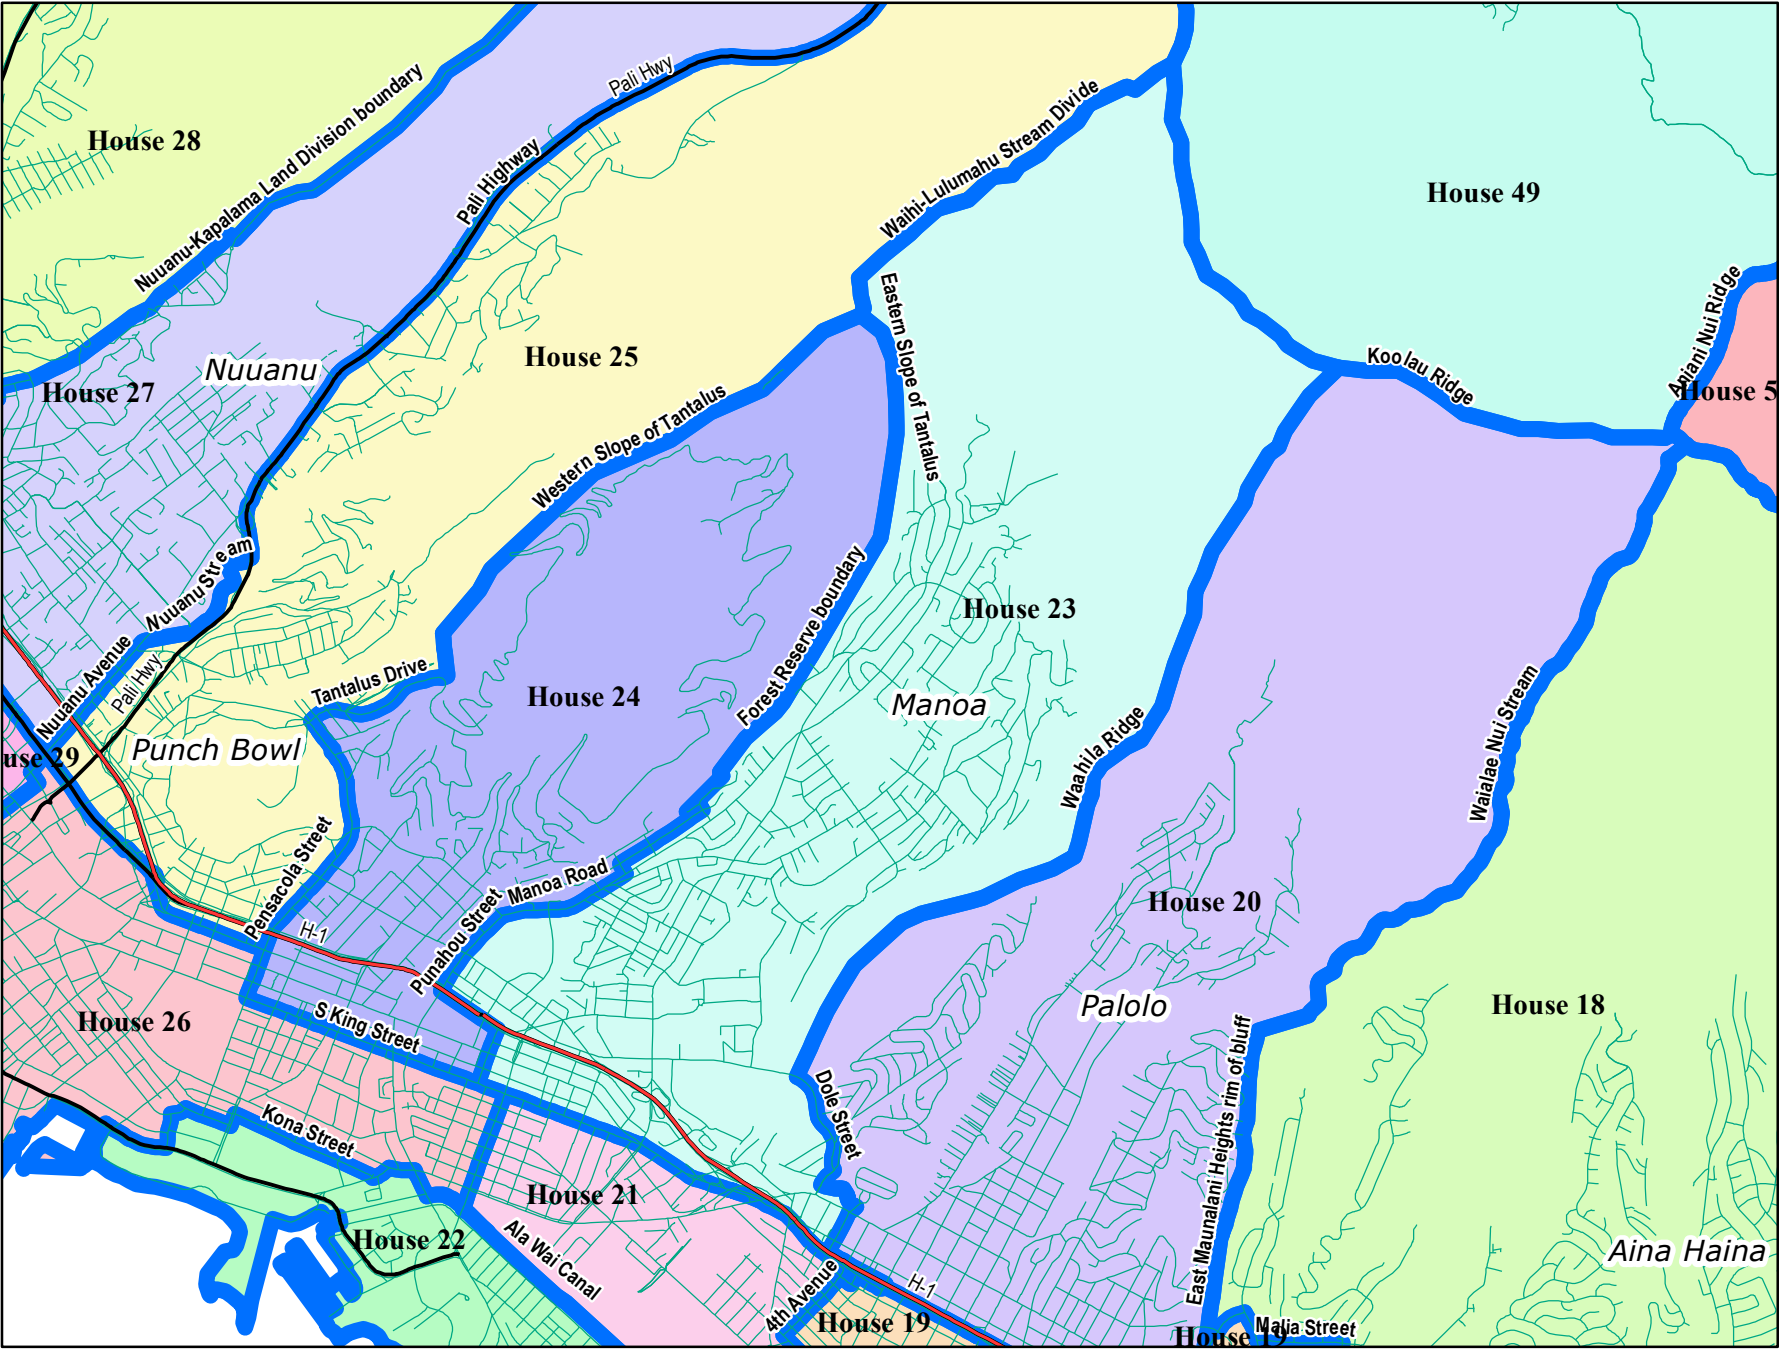 Pali Hwy
House 28
Nuuanu-Kapalama Land Division boundary
Pali Highway
Waihi-Lulumahu Stream Divide
House 49
Aniani Nui Ridge
House 5
Koolau Ridge
Eastern Slope of Tantalus
House 25
Nuuanu
House 27
Western Slope of Tantalus
Nuuanu Stream
Forest Reserve boundary
House 23
Nuuanu Avenue
Pali Hwy
Tantalus Drive
House 24
Manoa
Waahila Ridge
Waialae Nui Stream
Punch Bowl
use 29
Pensacola Street
Manoa Road
Punahou Street
H-1
House 20
Palolo
House 18
House 26
S King Street
Dole Street
East Maunalani Heights rim of bluff
Kona Street
House 21
House 22
Ala Wai Canal
Aina Haina
H-1
4th Avenue
House 19
House 19
Malia Street